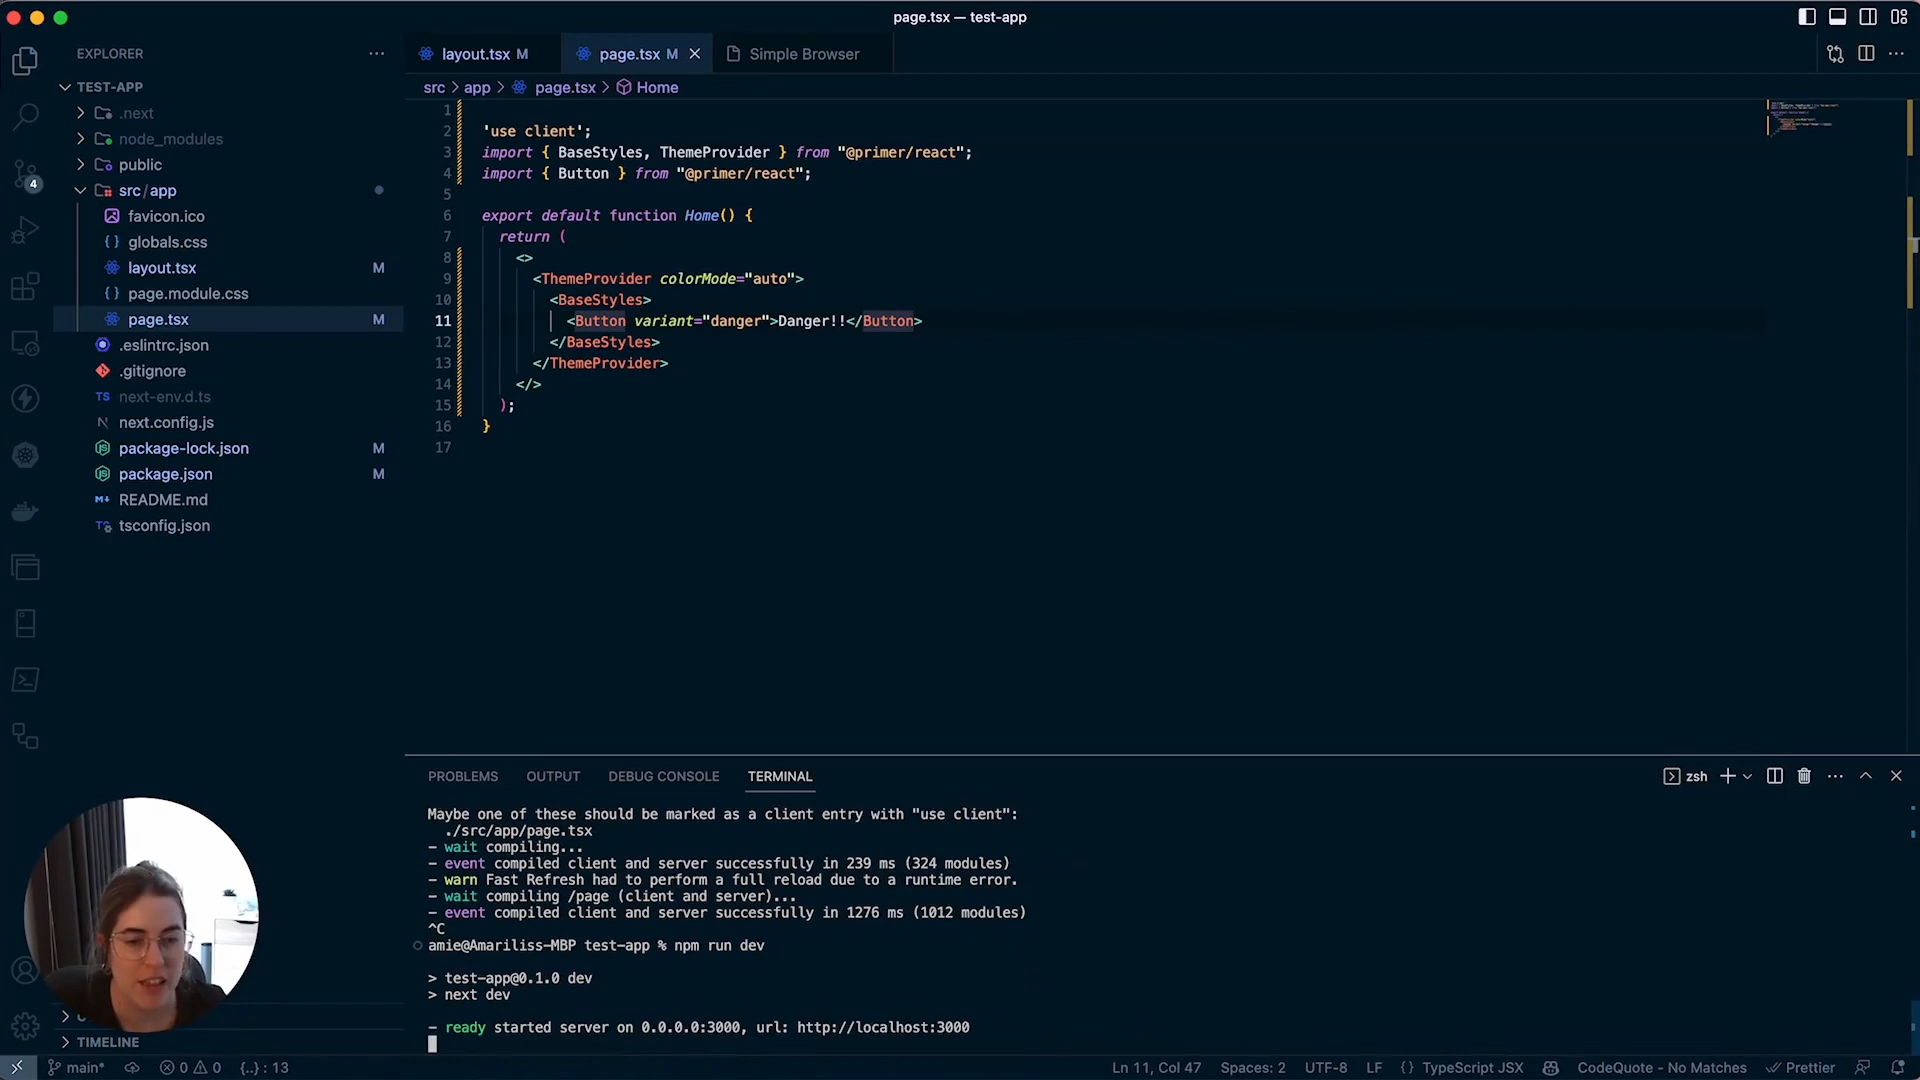 page.tsx — test-app
EXPLORER
layout.tsx M
page.tsx M
Simple Browser
TEST-APP
.next
node_modules
public
src/app
favicon.ico
globals.css
layout.tsx M
page.module.css
page.tsx M
.eslintrc.json
.gitignore
TS next-env.d.ts
next.config.js
package-lock.json M
package.json M
README.md
tsconfig.json
4
src > app > page.tsx > Home
1
2 'use client';
3 import { BaseStyles, ThemeProvider } from "@primer/react";
4 import { Button } from "@primer/react";
5
6 export default function Home() {
7 return (
8 <>
9 <ThemeProvider colorMode="auto">
10 <BaseStyles>
11 <Button variant="danger">Danger!!</Button>
12 </BaseStyles>
13 </ThemeProvider>
14 </>
15 );
16 }
17
PROBLEMS OUTPUT DEBUG CONSOLE TERMINAL
zsh
Maybe one of these should be marked as a client entry with "use client":
./src/app/page.tsx
- wait compiling...
- event compiled client and server successfully in 239 ms (324 modules)
- warn Fast Refresh had to perform a full reload due to a runtime error.
- wait compiling /page (client and server)...
- event compiled client and server successfully in 1276 ms (1012 modules)
^C
amie@Amariliss-MBP test-app % npm run dev
> test-app@0.1.0 dev
> next dev
- ready started server on 0.0.0.0:3000, url: http://localhost:3000
TIMELINE
main* 0 0 {..} : 13
Ln 11, Col 47 Spaces: 2 UTF-8 LF {} TypeScript JSX CodeQuote - No Matches Prettier